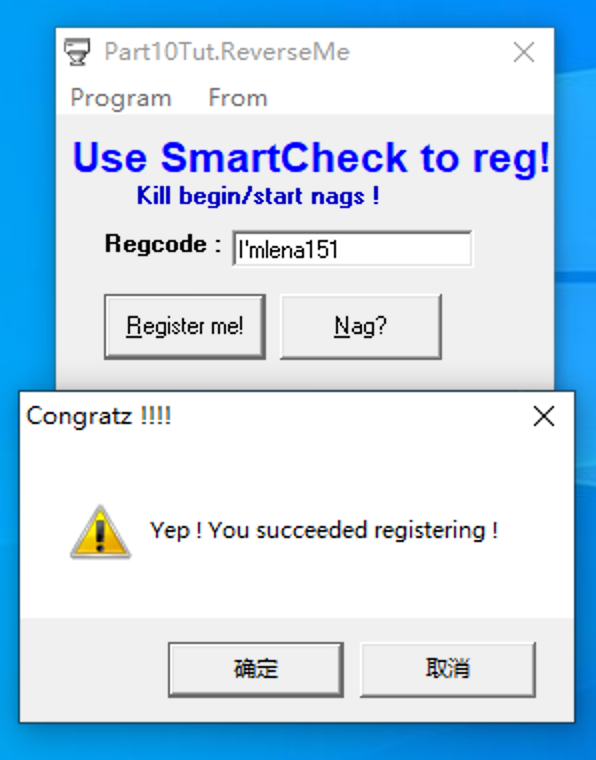 Part10Tut.ReverseMe
Program From
Use SmartCheck to reg!
Kill begin/start nags !
Regcode : I'mlena151
Register me! Nag?
Congratz !!!!
Yep ! You succeeded registering !
确定 取消